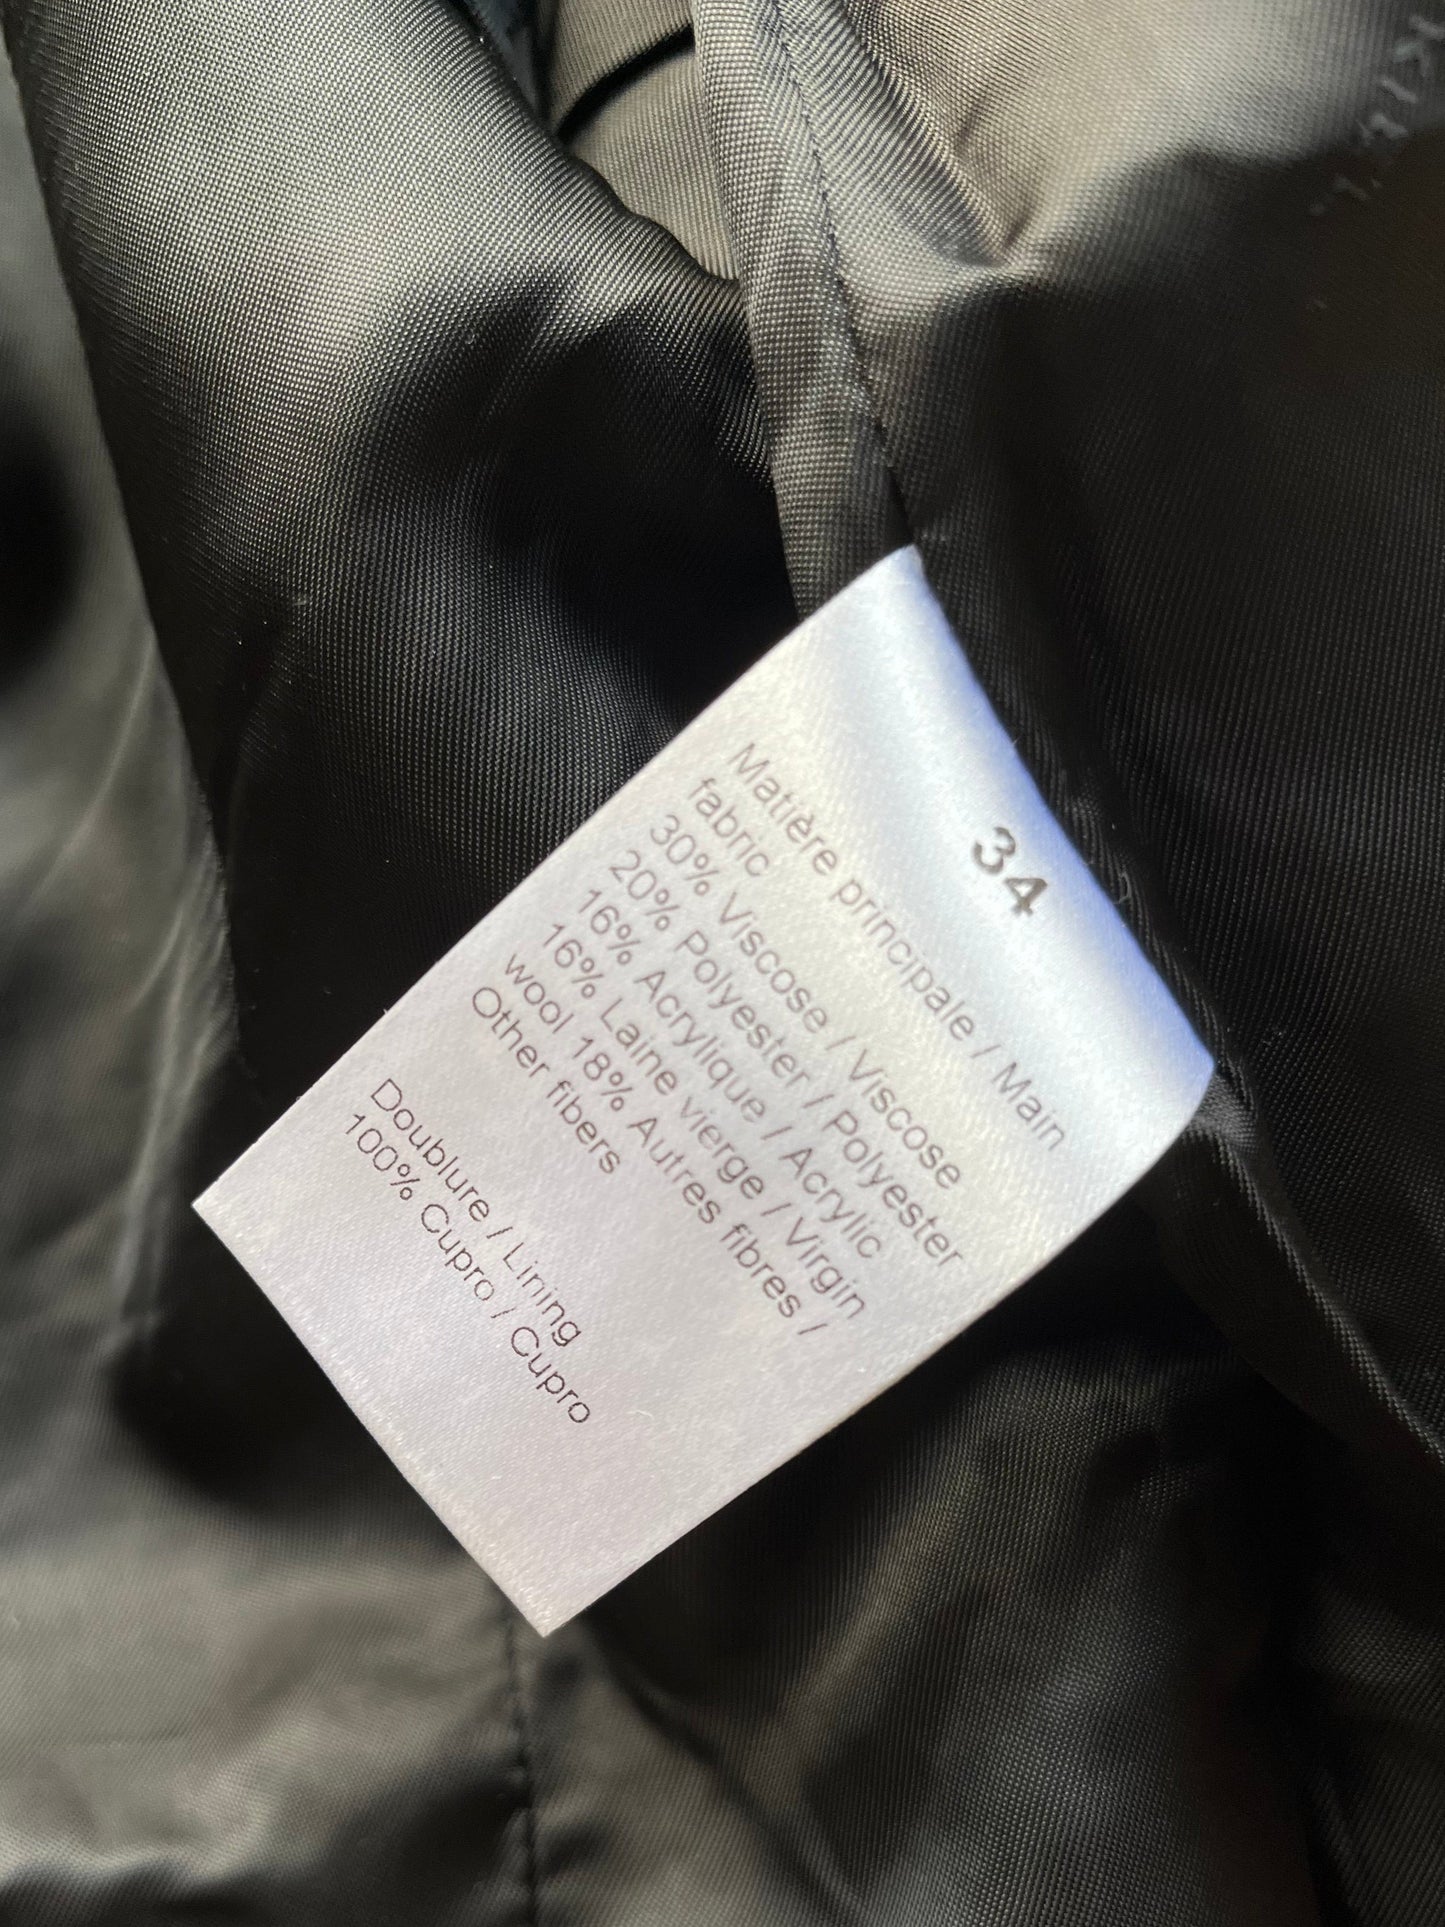 34
Matière principale / Main
fabric
30% Viscose / Viscose
20% Polyester / Polyester
16% Acrylique / Acrylic
16% Laine vierge / Virgin
wool 18% Autres fibres /
Other fibers
Doublure / Lining
100% Cupro / Cupro